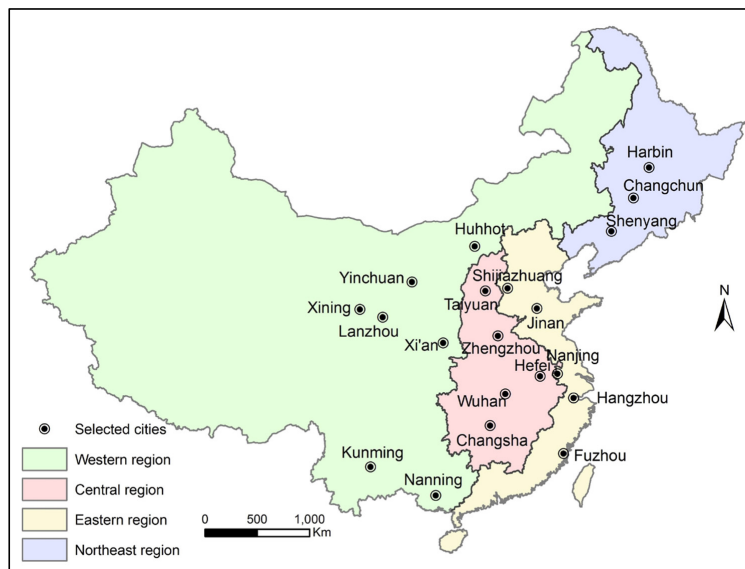 Harbin
Changchun
Shenyang
Huhhot
Yinchuan
Shijiazhuang
Xining
Taiyuan
Jinan
Lanzhou
Xi'an
Zhengzhou
Nanjing
Hefei
Wuhan
Hangzhou
Changsha
Kunming
Fuzhou
Nanning
N
Selected cities
Western region
Central region
Eastern region
Northeast region
0 500 1,000
Km